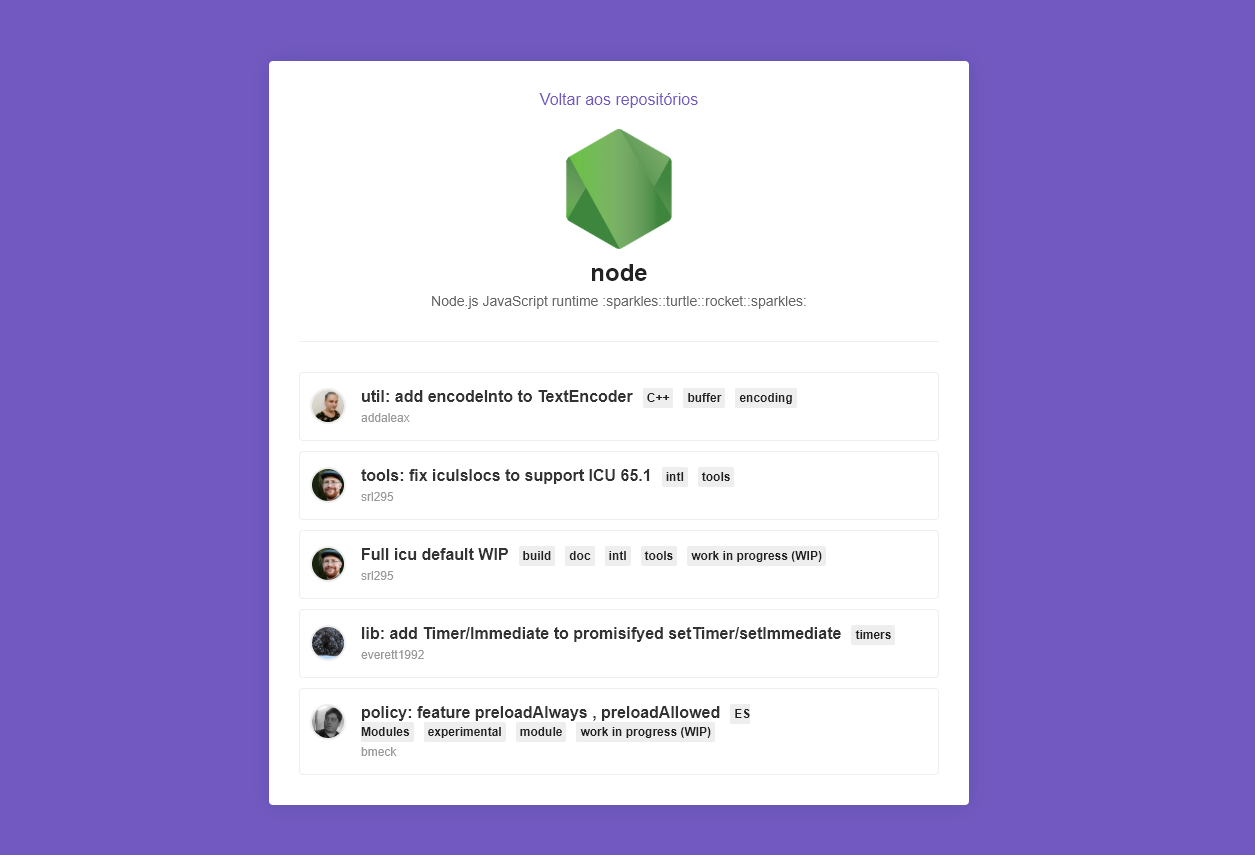 Voltar aos repositórios
node
Node.js JavaScript runtime :sparkles::turtle::rocket::sparkles:
util: add encodeInto to TextEncoder C++ buffer encoding
addaleax
tools: fix iculslocs to support ICU 65.1 intl tools
srl295
Full icu default WIP build doc intl tools work in progress (WIP)
srl295
lib: add Timer/Immediate to promisifyed setTimer/setImmediate timers
everett1992
policy: feature preloadAlways , preloadAllowed ES
Modules experimental module work in progress (WIP)
bmeck